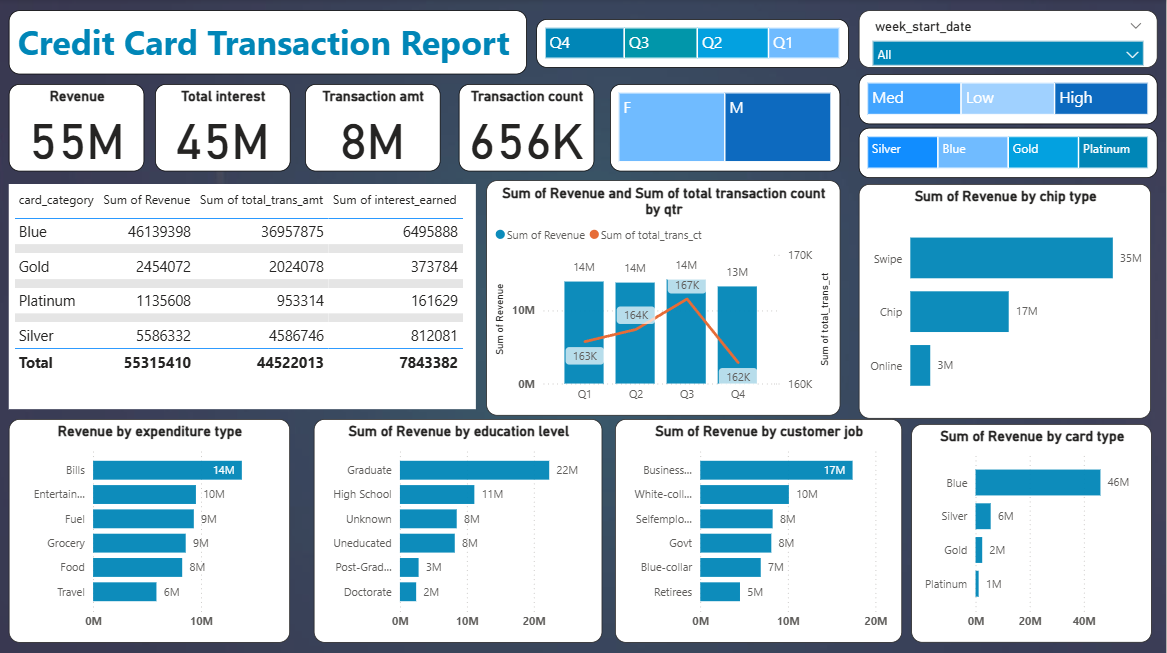 Credit Card Transaction Report
Q4 Q3 Q2 Q1
week_start_date
All
Med Low High
Silver Blue Gold Platinum
Revenue
55M
Total interest
45M
Transaction amt
8M
Transaction count
656K
F M
card_category Sum of Revenue Sum of total_trans_amt Sum of interest_earned
Blue 46139398 36957875 6495888
Gold 2454072 2024078 373784
Platinum 1135608 953314 161629
Silver 5586332 4586746 812081
Total 55315410 44522013 7843382
Sum of Revenue and Sum of total transaction count
by qtr
Sum of Revenue Sum of total_trans_ct
170K
14M 14M 14M 13M
167K
10M
164K
163K
162K
0M 160K
Q1 Q2 Q3 Q4
Sum of Revenue
Sum of total_trans_ct
Sum of Revenue by chip type
Swipe 35M
Chip 17M
Online 3M
Revenue by expenditure type
Bills 14M
Entertain... 10M
Fuel 9M
Grocery 9M
Food 8M
Travel 6M
0M 10M
Sum of Revenue by education level
Graduate 22M
High School 11M
Unknown 8M
Uneducated 8M
Post-Grad... 3M
Doctorate 2M
0M 10M 20M
Sum of Revenue by customer job
Business... 17M
White-coll... 10M
Selfemplo... 8M
Govt 8M
Blue-collar 7M
Retirees 5M
0M 10M 20M
Sum of Revenue by card type
Blue 46M
Silver 6M
Gold 2M
Platinum 1M
0M 20M 40M